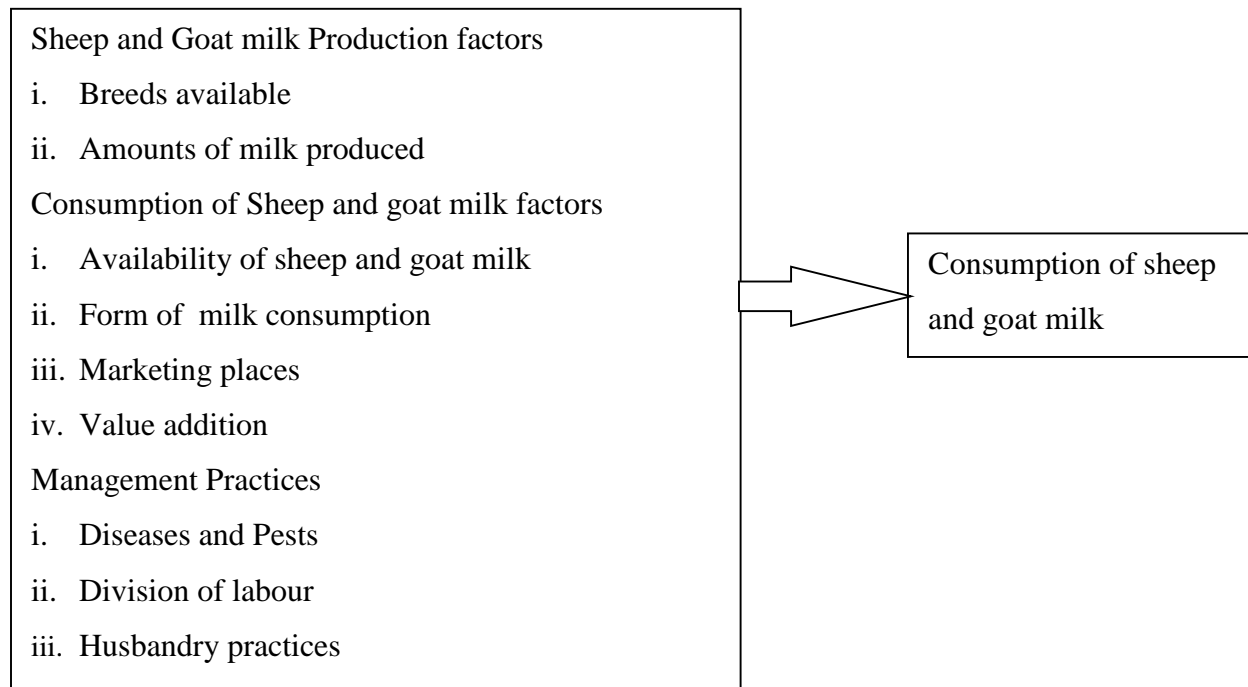 Sheep and Goat milk Production factors
i. Breeds available
ii. Amounts of milk produced
Consumption of Sheep and goat milk factors
i. Availability of sheep and goat milk
ii. Form of milk consumption
iii. Marketing places
iv. Value addition
Management Practices
i. Diseases and Pests
ii. Division of labour
iii. Husbandry practices
Consumption of sheep
and goat milk